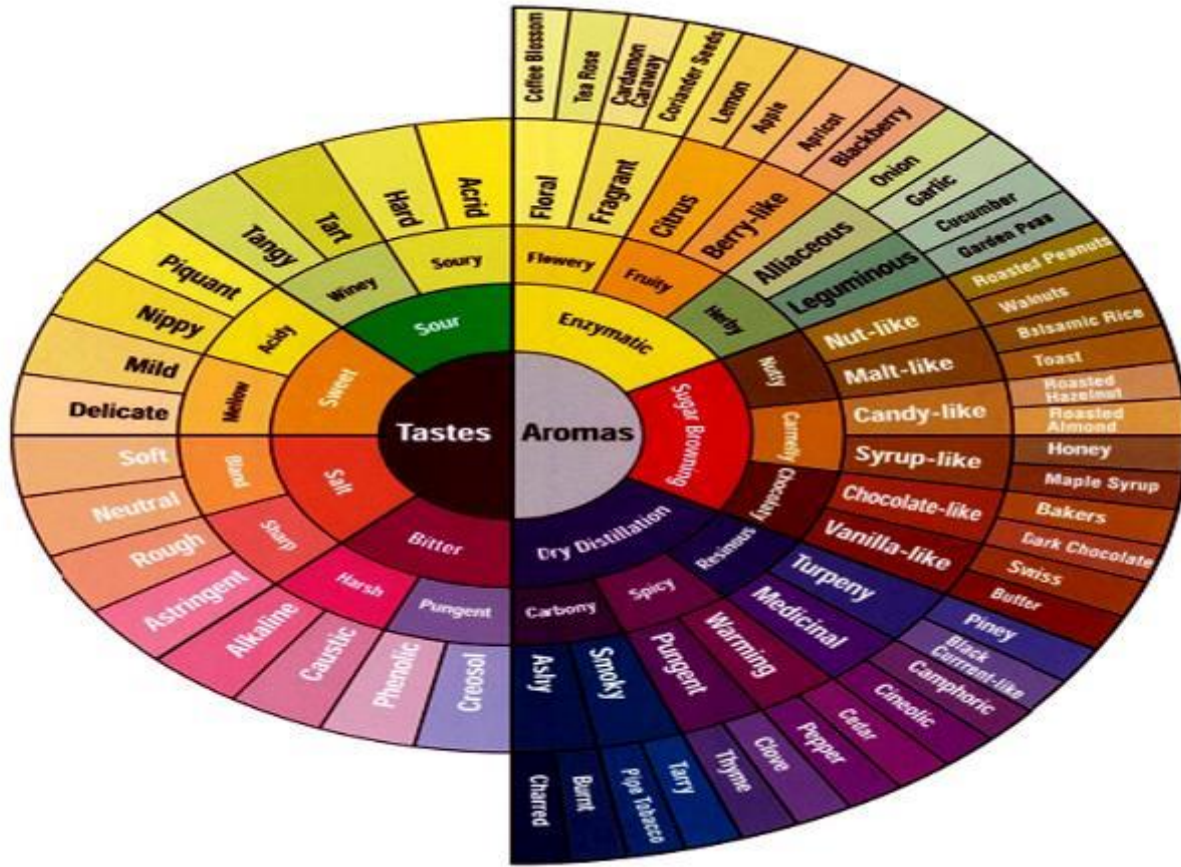 Tastes
Aromas
Sour
Sweet
Salt
Bitter
Soury
Winey
Acidy
Mellow
Bland
Sharp
Harsh
Pungent
Acrid
Hard
Tart
Tangy
Piquant
Nippy
Mild
Delicate
Soft
Neutral
Rough
Astringent
Alkaline
Caustic
Phenolic
Creosol
Enzymatic
Sugar Browning
Dry Distillation
Flowery
Fruity
Herby
Nutty
Carmelly
Chocolaty
Resinous
Spicy
Carbony
Floral
Fragrant
Citrus
Berry-like
Alliaceous
Leguminous
Nut-like
Malt-like
Candy-like
Syrup-like
Chocolate-like
Vanilla-like
Turpeny
Medicinal
Warming
Pungent
Smoky
Ashy
Coffee Blossom
Tea Rose
Cardamon
Caraway
Coriander Seeds
Lemon
Apple
Apricot
Blackberry
Onion
Garlic
Cucumber
Garden Peas
Roasted Peanuts
Walnuts
Balsamic Rice
Toast
Roasted
Hazelnut
Roasted
Almond
Honey
Maple Syrup
Bakers
Dark Chocolate
Swiss
Butter
Piney
Black
Currrent-like
Camphoric
Cineolic
Cedar
Pepper
Clove
Thyme
Tarry
Pipe Tobacco
Burnt
Charred